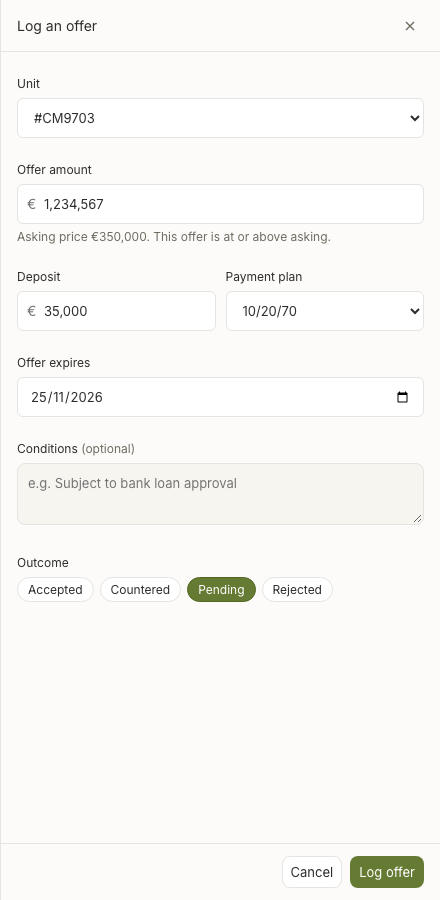 Log an offer
Unit
#CM9703
Offer amount
€ 1,234,567
Asking price €350,000. This offer is at or above asking.
Deposit Payment plan
€ 35,000 10/20/70
Offer expires
25/11/2026
Conditions (optional)
e.g. Subject to bank loan approval
Outcome
Accepted Countered Pending Rejected
Cancel Log offer